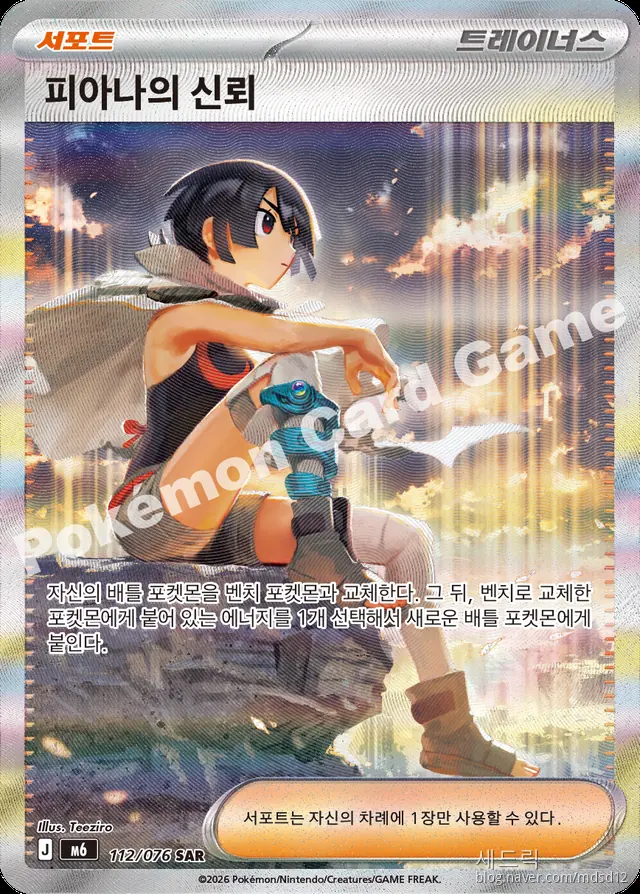 서포트
트레이너스
피아나의 신뢰
Pokémon Card Game
자신의 배틀 포켓몬을 벤치 포켓몬과 교체한다. 그 뒤, 벤치로 교체한
포켓몬에게 붙어 있는 에너지를 1개 선택해서 새로운 배틀 포켓몬에게
붙인다.
서포트는 자신의 차례에 1장만 사용할 수 있다.
Illus. Teeziro
J M6 112/076 SAR
©2026 Pokémon/Nintendo/Creatures/GAME FREAK.
세드릭
blog.naver.com/mdsd12